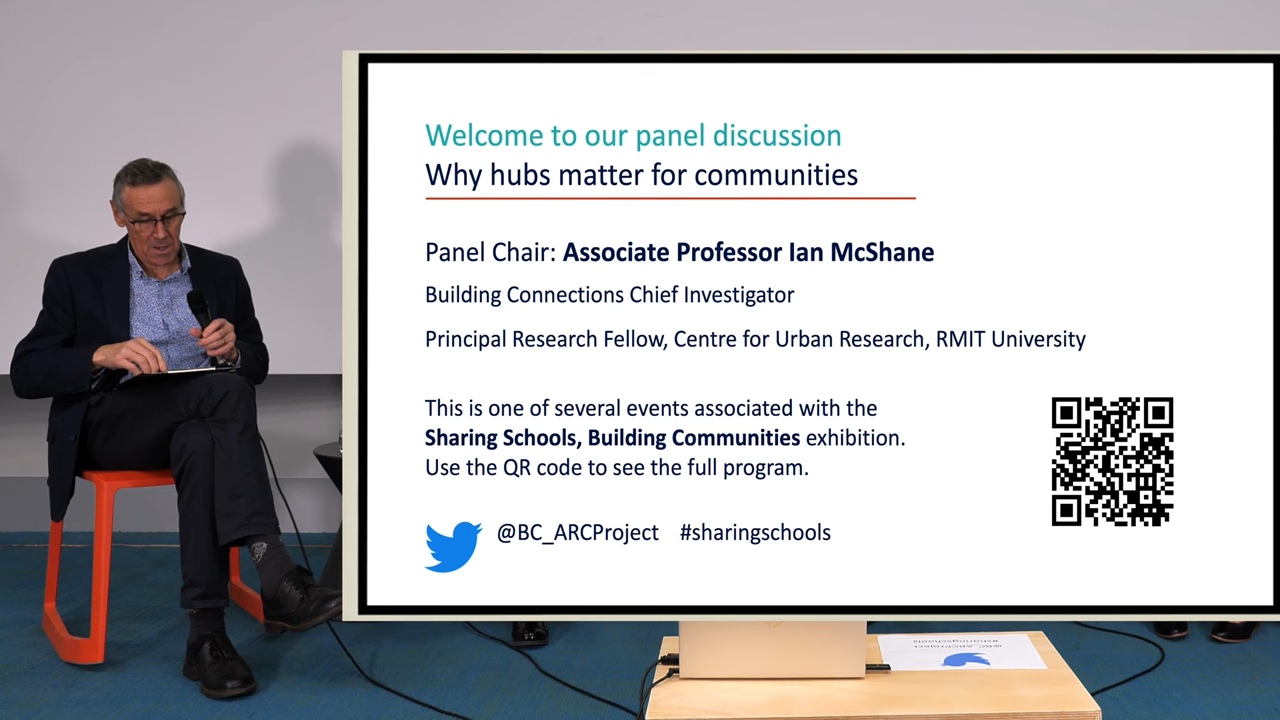 Welcome to our panel discussion
Why hubs matter for communities
Panel Chair: Associate Professor Ian McShane
Building Connections Chief Investigator
Principal Research Fellow, Centre for Urban Research, RMIT University
This is one of several events associated with the
Sharing Schools, Building Communities exhibition.
Use the QR code to see the full program.
@BC_ARCProject #sharingschools
#sharingschools
@BC_ARCProject